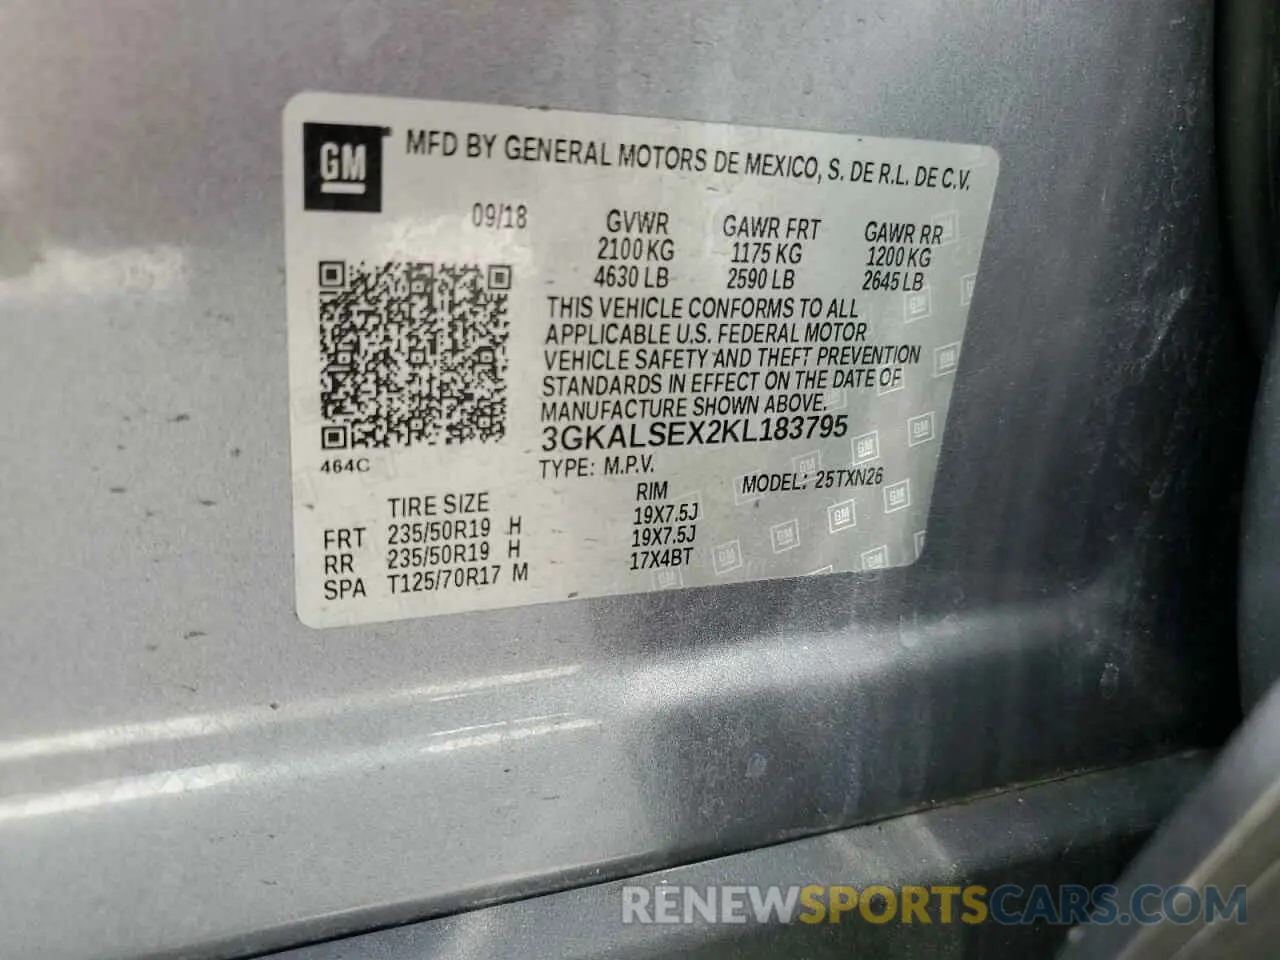 GM MFD BY GENERAL MOTORS DE MEXICO, S. DE R.L. DE C.V.
09/18 GVWR GAWR FRT GAWR RR
2100 KG 1175 KG 1200 KG
4630 LB 2590 LB 2645 LB
THIS VEHICLE CONFORMS TO ALL
APPLICABLE U.S. FEDERAL MOTOR
VEHICLE SAFETY AND THEFT PREVENTION
STANDARDS IN EFFECT ON THE DATE OF
MANUFACTURE SHOWN ABOVE.
3GKALSEX2KL183795
464C TYPE: M.P.V. MODEL: 25TXN26
TIRE SIZE RIM
FRT 235/50R19 H 19X7.5J
RR 235/50R19 H 19X7.5J
SPA T125/70R17 M 17X4BT
RENEWSPORTSCARS.COM